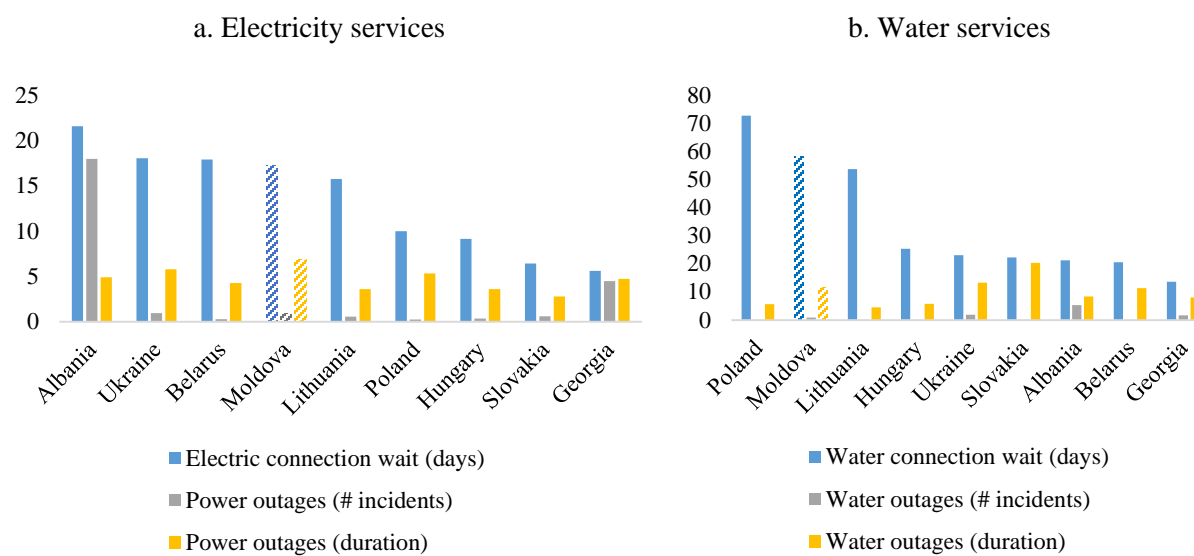 a. Electricity services
25
20
15
10
5
0
Albania
Ukraine
Belarus
Moldova
Lithuania
Poland
Hungary
Slovakia
Georgia
Electric connection wait (days)
Power outages (# incidents)
Power outages (duration)
b. Water services
80
70
60
50
40
30
20
10
0
Poland
Moldova
Lithuania
Hungary
Ukraine
Slovakia
Albania
Belarus
Georgia
Water connection wait (days)
Water outages (# incidents)
Water outages (duration)